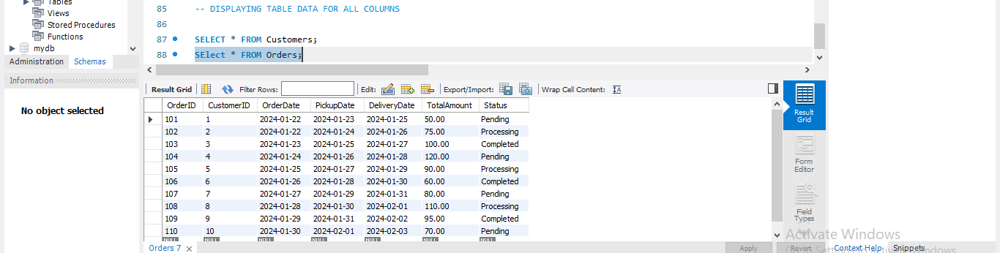 Tables
Views
Stored Procedures
Functions
mydb
Administration Schemas
Information
No object selected
85 -- DISPLAYING TABLE DATA FOR ALL COLUMNS
86
87 SELECT * FROM Customers;
88 SElect * FROM Orders;
Result Grid Filter Rows: Edit: Export/Import: Wrap Cell Content:
OrderID CustomerID OrderDate PickupDate DeliveryDate TotalAmount Status
101 1 2024-01-22 2024-01-23 2024-01-25 50.00 Pending
102 2 2024-01-22 2024-01-24 2024-01-26 75.00 Processing
103 3 2024-01-23 2024-01-25 2024-01-27 100.00 Completed
104 4 2024-01-24 2024-01-26 2024-01-28 120.00 Pending
105 5 2024-01-25 2024-01-27 2024-01-29 90.00 Processing
106 6 2024-01-26 2024-01-28 2024-01-30 60.00 Completed
107 7 2024-01-27 2024-01-29 2024-01-31 80.00 Pending
108 8 2024-01-28 2024-01-30 2024-02-01 110.00 Processing
109 9 2024-01-29 2024-01-31 2024-02-02 95.00 Completed
110 10 2024-01-30 2024-02-01 2024-02-03 70.00 Pending
NULL NULL NULL NULL NULL NULL NULL
Orders 7
Apply Revert
Result
Grid
Form
Editor
Field
Types
Activate Windows
Go to Settings to activate Windows
Context Help Snippets